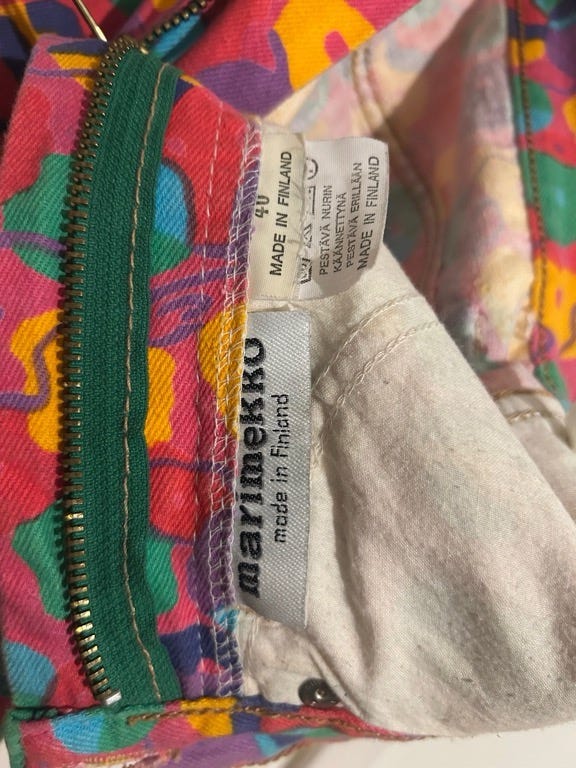 40
MADE IN FINLAND
PESTÄVÄ NURIN
KÄÄNNETTYNÄ
PESTÄVÄ ERILLÄÄN
MADE IN FINLAND
marimekko
made in Finland